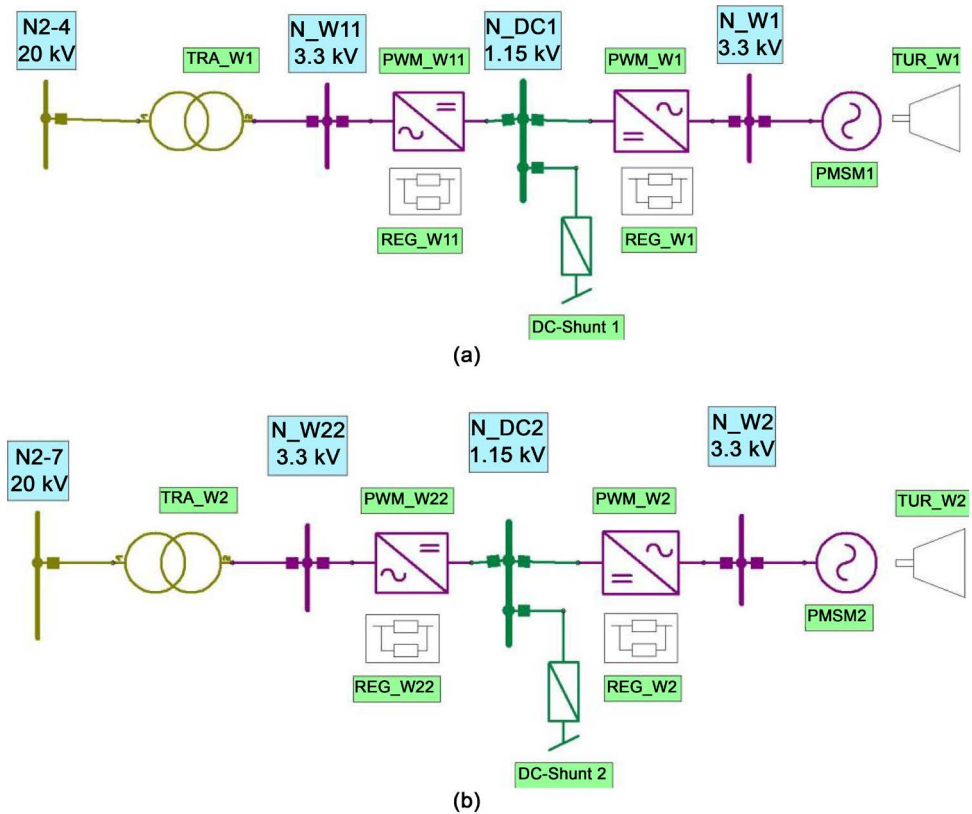 N2-4
20 kV
TRA_W1
N_W11
3.3 kV
PWM_W11
N_DC1
1.15 kV
PWM_W1
N_W1
3.3 kV
TUR_W1
PMSM1
REG_W11
REG_W1
DC-Shunt 1
(a)
N2-7
20 kV
TRA_W2
N_W22
3.3 kV
PWM_W22
N_DC2
1.15 kV
PWM_W2
N_W2
3.3 kV
TUR_W2
PMSM2
REG_W22
REG_W2
DC-Shunt 2
(b)